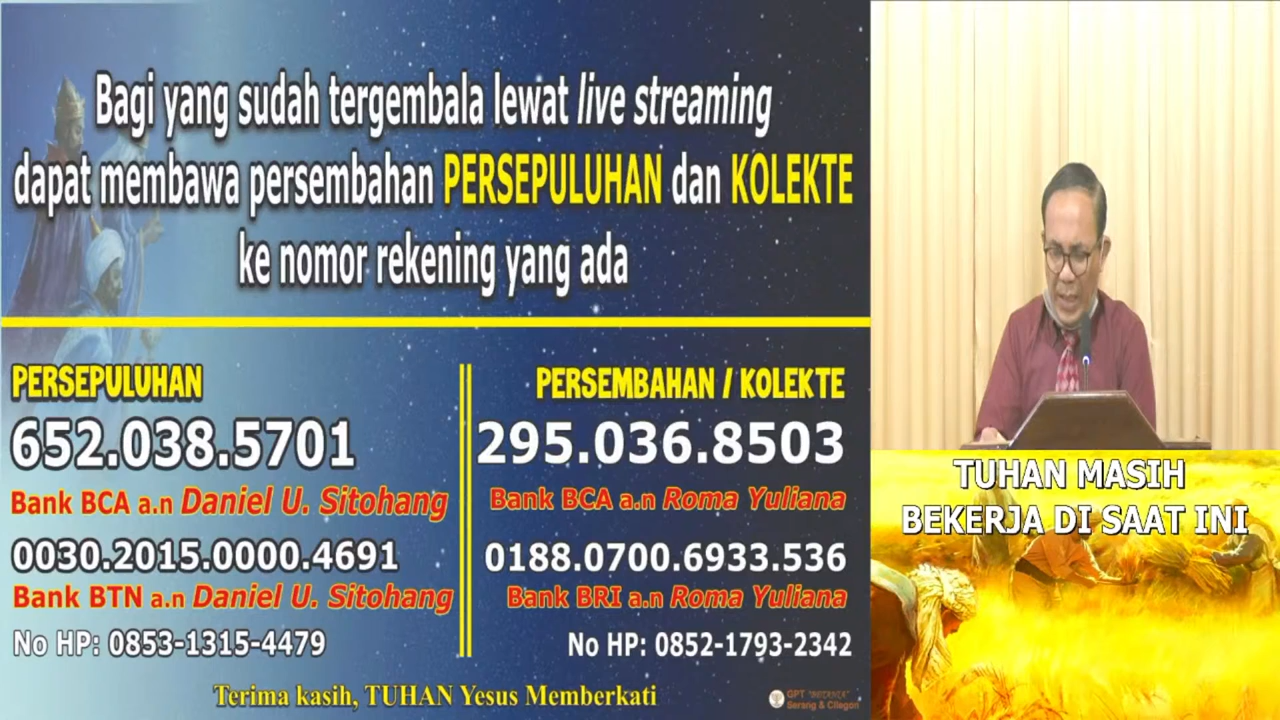 Bagi yang sudah tergembala lewat live streaming
dapat membawa persembahan PERSEPULUHAN dan KOLEKTE
ke nomor rekening yang ada
PERSEPULUHAN
652.038.5701
Bank BCA a.n Daniel U. Sitohang
0030.2015.0000.4691
Bank BTN a.n Daniel U. Sitohang
No HP: 0853-1315-4479
PERSEMBAHAN / KOLEKTE
295.036.8503
Bank BCA a.n Roma Yuliana
0188.0700.6933.536
Bank BRI a.n Roma Yuliana
No HP: 0852-1793-2342
Terima kasih, TUHAN Yesus Memberkati
GPT
Serang & Cilegon
TUHAN MASIH
BEKERJA DI SAAT INI